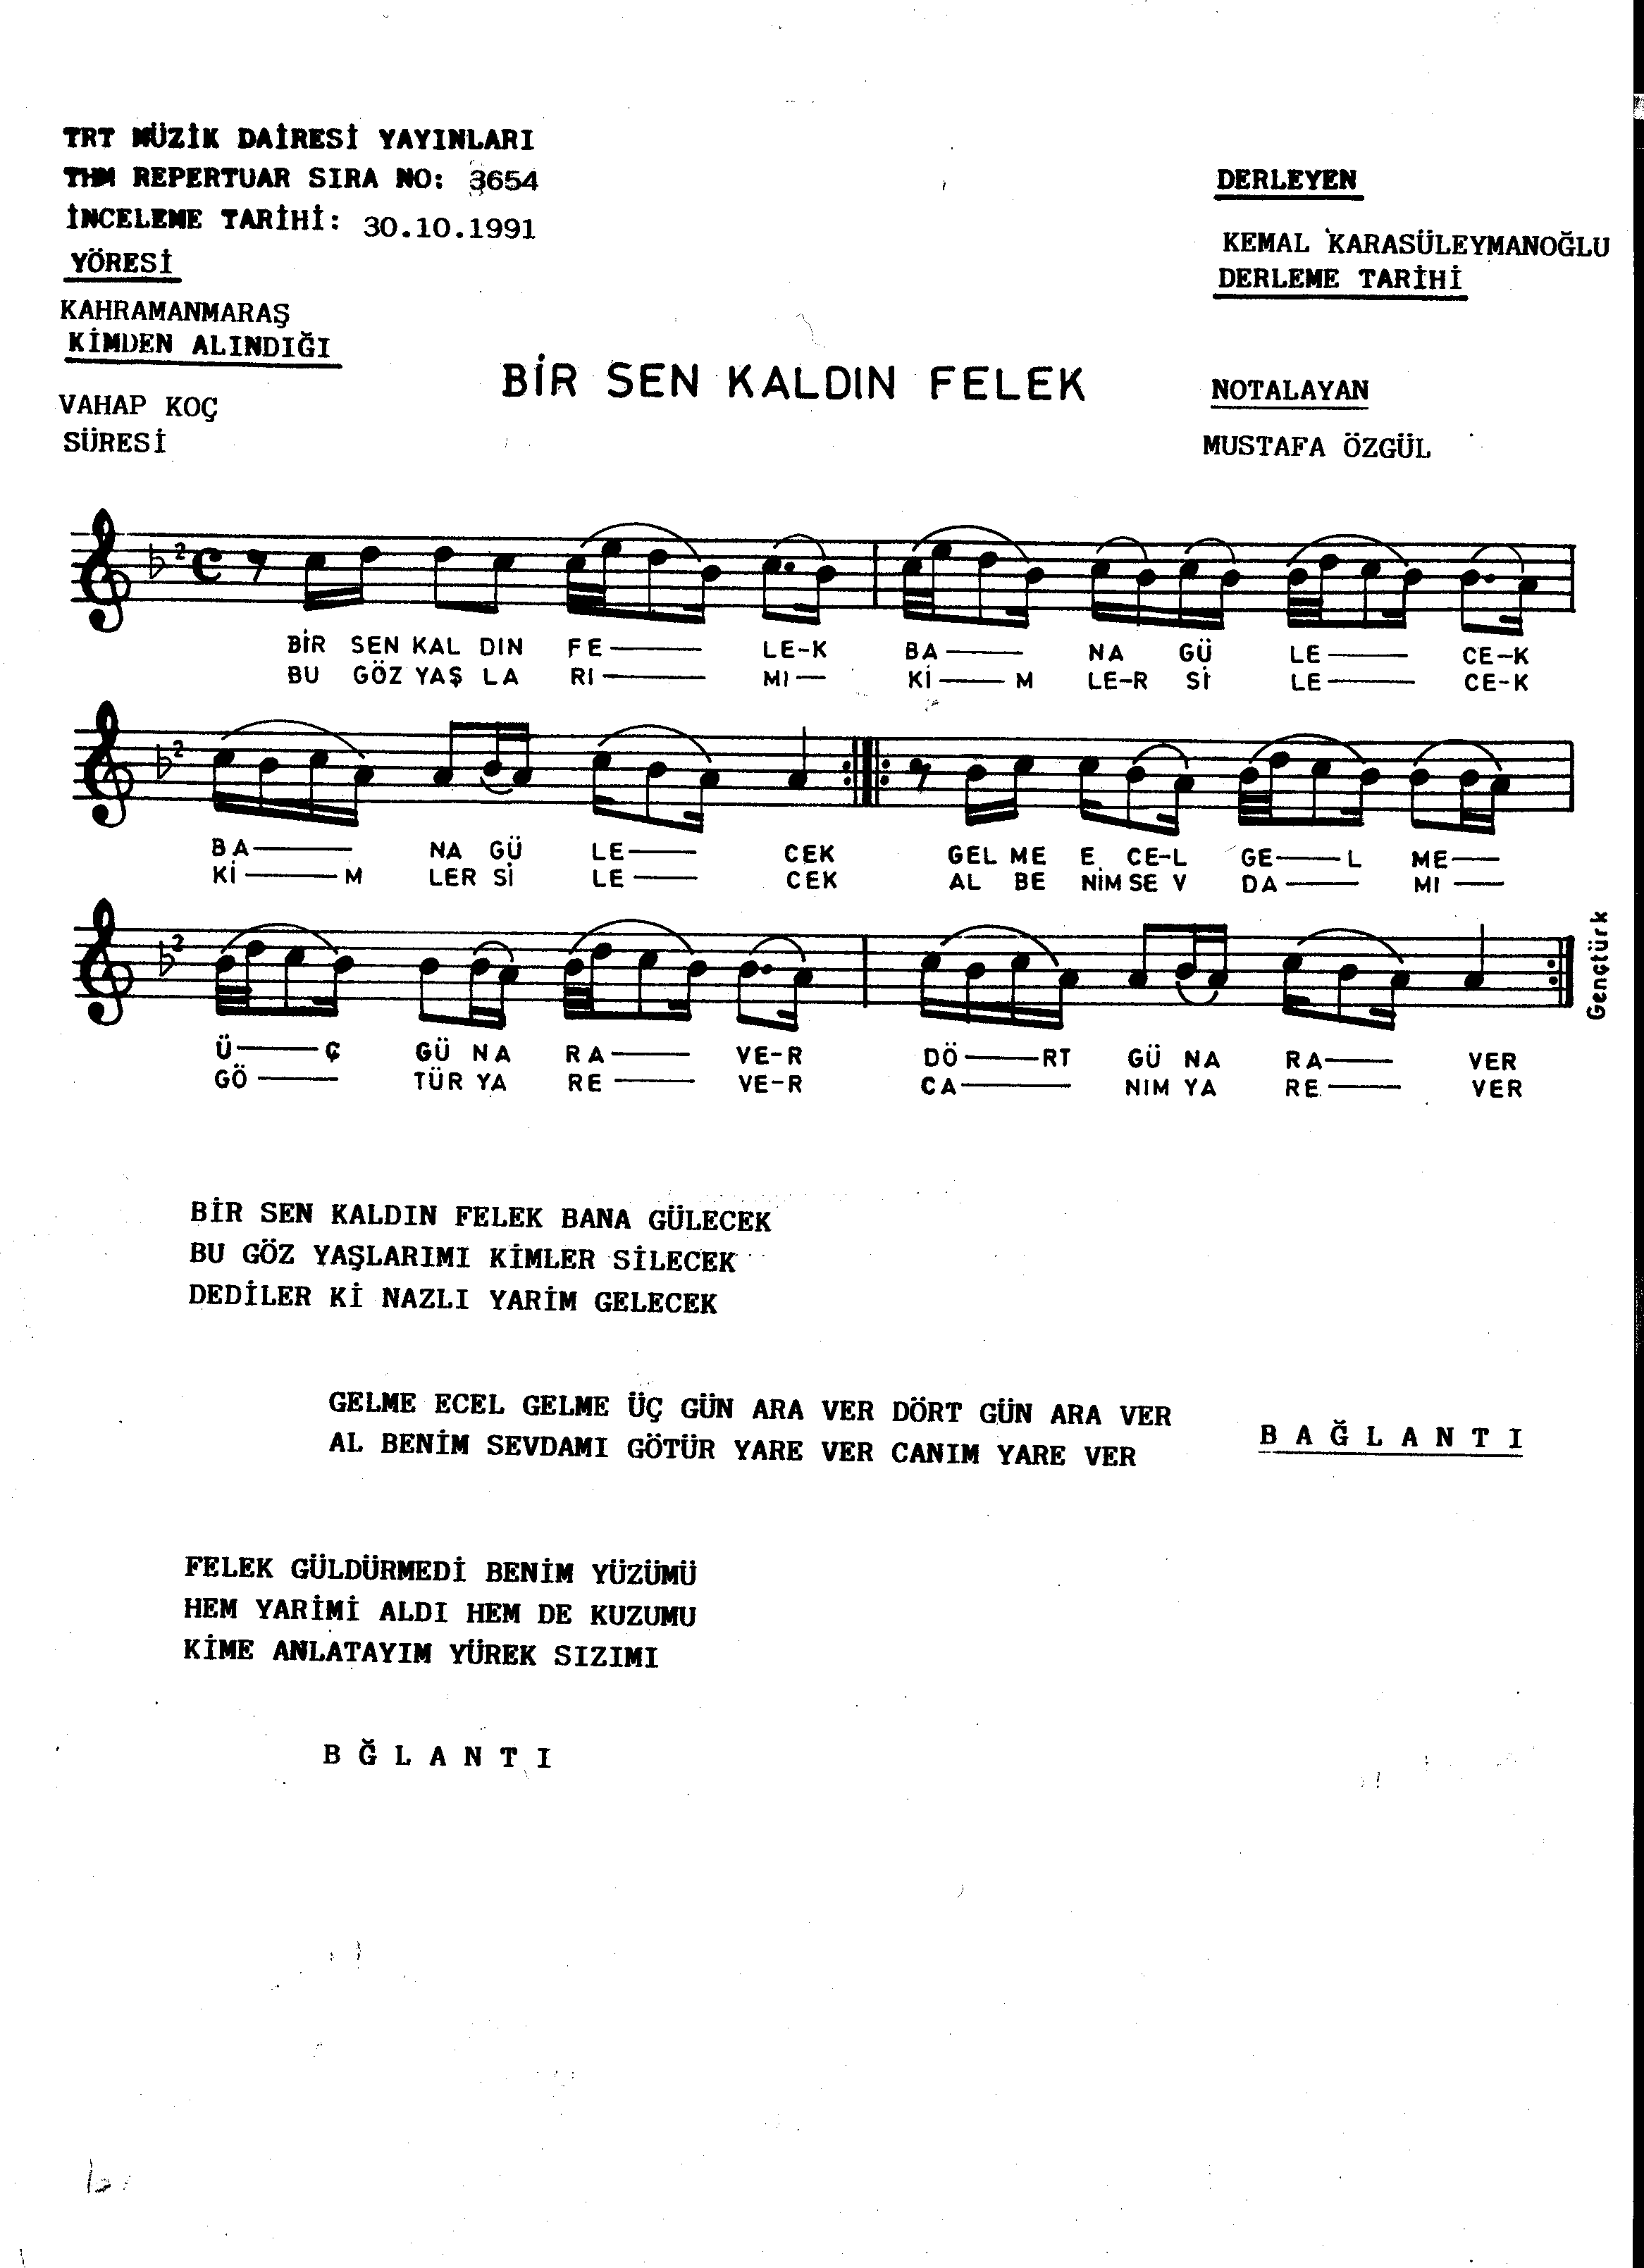 TRT MÜZİK DAİRESİ YAYINLARI
THM REPERTUAR SIRA NO: 3654
İNCELEME TARİHİ: 30.10.1991
YÖRESİ
KAHRAMANMARAŞ
KİMDEN ALINDIĞI
VAHAP KOÇ
SÜRESİ
BİR SEN KALDIN FELEK
DERLEYEN
KEMAL KARASÜLEYMANOĞLU
DERLEME TARİHİ
NOTALAYAN
MUSTAFA ÖZGÜL
BİR SEN KAL DIN FE—— LE-K BA—— NA GÜ LE—— CE-K
BU GÖZ YAŞ LA RI—— MI— Kİ—— M LE-R Sİ LE—— CE-K
BA—— NA GÜ LE—— CEK GEL ME E CE-L GE——L ME—
Kİ——M LER Sİ LE—— CEK AL BE NİM SE V DA—— MI—
Ü——Ç GÜ NA RA—— VE-R DÖ——RT GÜ NA RA—— VER
GÖ—— TÜR YA RE—— VE-R CA—— NIM YA RE—— VER
Gençtürk
BİR SEN KALDIN FELEK BANA GÜLECEK
BU GÖZ YAŞLARIMI KİMLER SİLECEK
DEDİLER Kİ NAZLI YARİM GELECEK
GELME ECEL GELME ÜÇ GÜN ARA VER DÖRT GÜN ARA VER
AL BENİM SEVDAMI GÖTÜR YARE VER CANIM YARE VER
B A Ğ L A N T I
FELEK GÜLDÜRMEDİ BENİM YÜZÜMÜ
HEM YARİMİ ALDI HEM DE KUZUMU
KİME ANLATAYIM YÜREK SIZIMI
B Ğ L A N T I